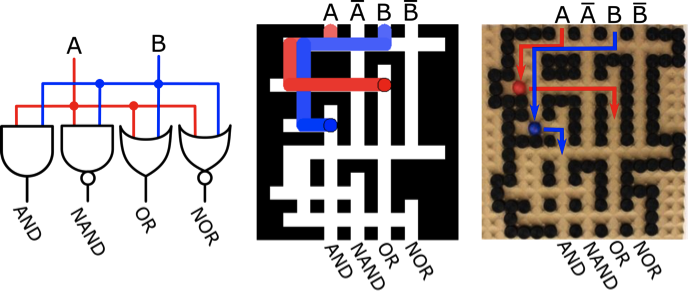 A B
AND NAND OR NOR
A A̅ B B̅
AND NAND OR NOR
A A̅ B B̅
AND NAND OR NOR